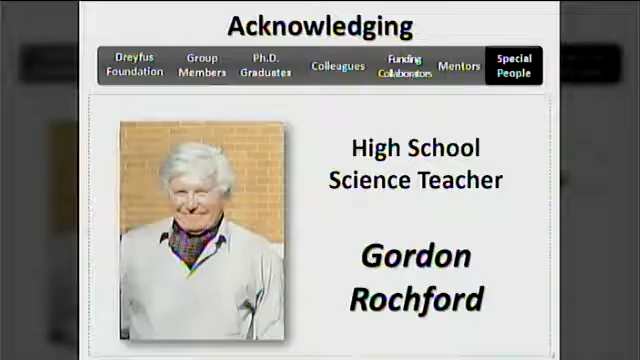 Acknowledging
Dreyfus Foundation
Group Members
Ph.D. Graduates
Colleagues
Funding Collaborators
Mentors
Special People
High School
Science Teacher
Gordon
Rochford